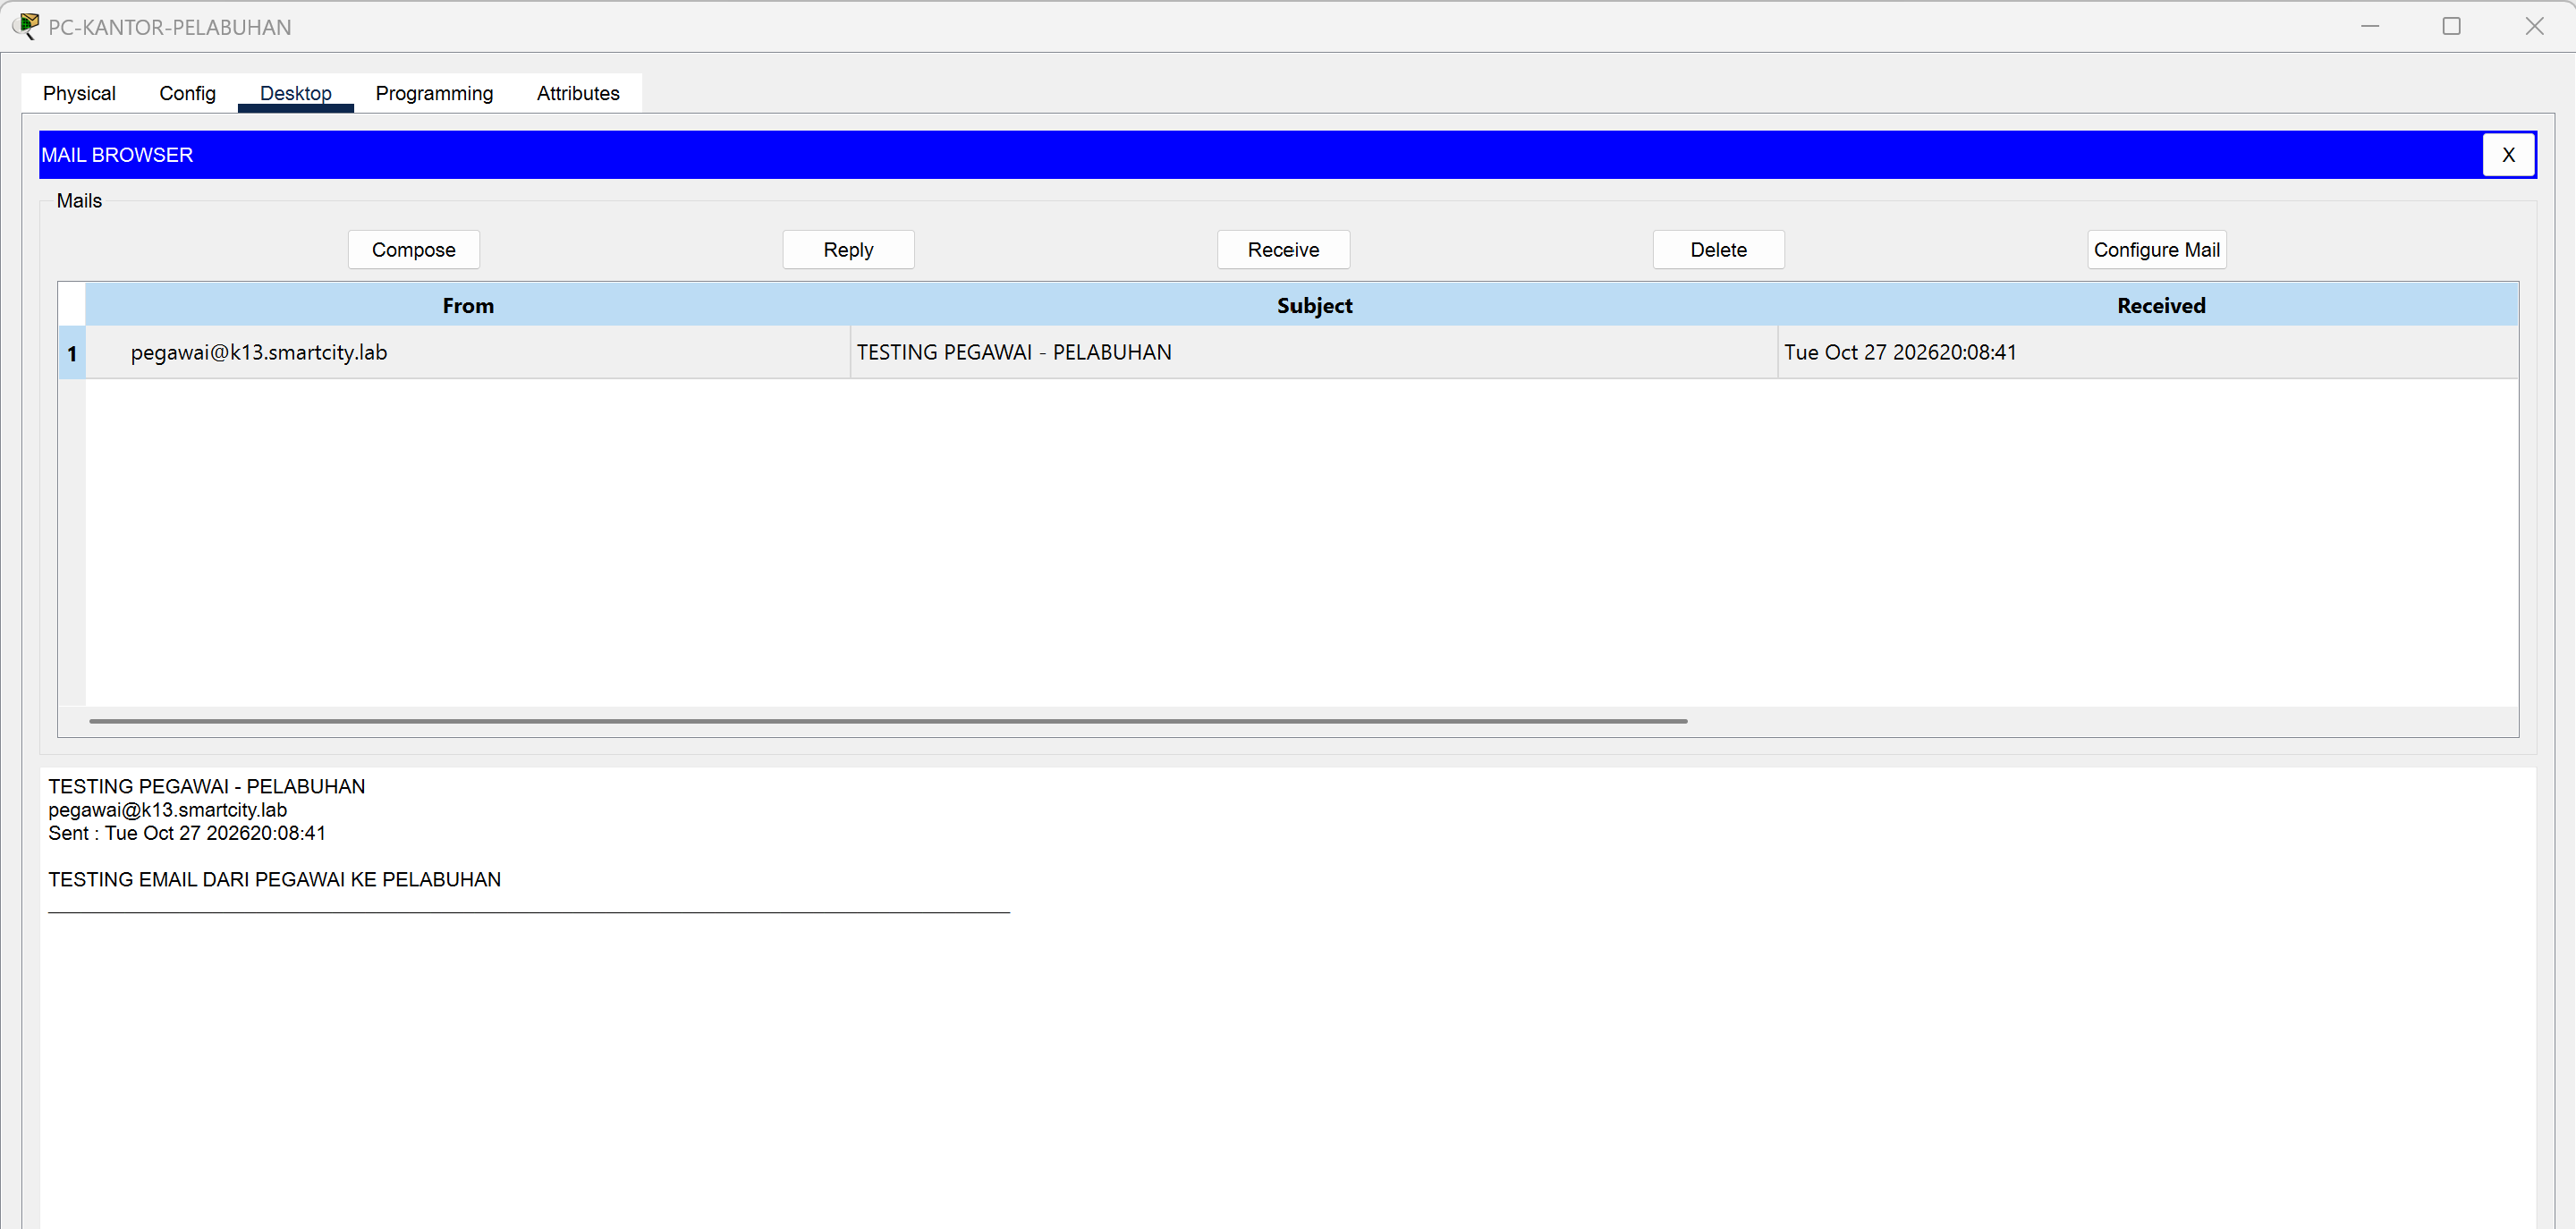 PC-KANTOR-PELABUHAN
Physical Config Desktop Programming Attributes
MAIL BROWSER X
Mails
Compose Reply Receive Delete Configure Mail
From Subject Received
1 pegawai@k13.smartcity.lab TESTING PEGAWAI - PELABUHAN Tue Oct 27 202620:08:41
TESTING PEGAWAI - PELABUHAN
pegawai@k13.smartcity.lab
Sent : Tue Oct 27 202620:08:41
TESTING EMAIL DARI PEGAWAI KE PELABUHAN